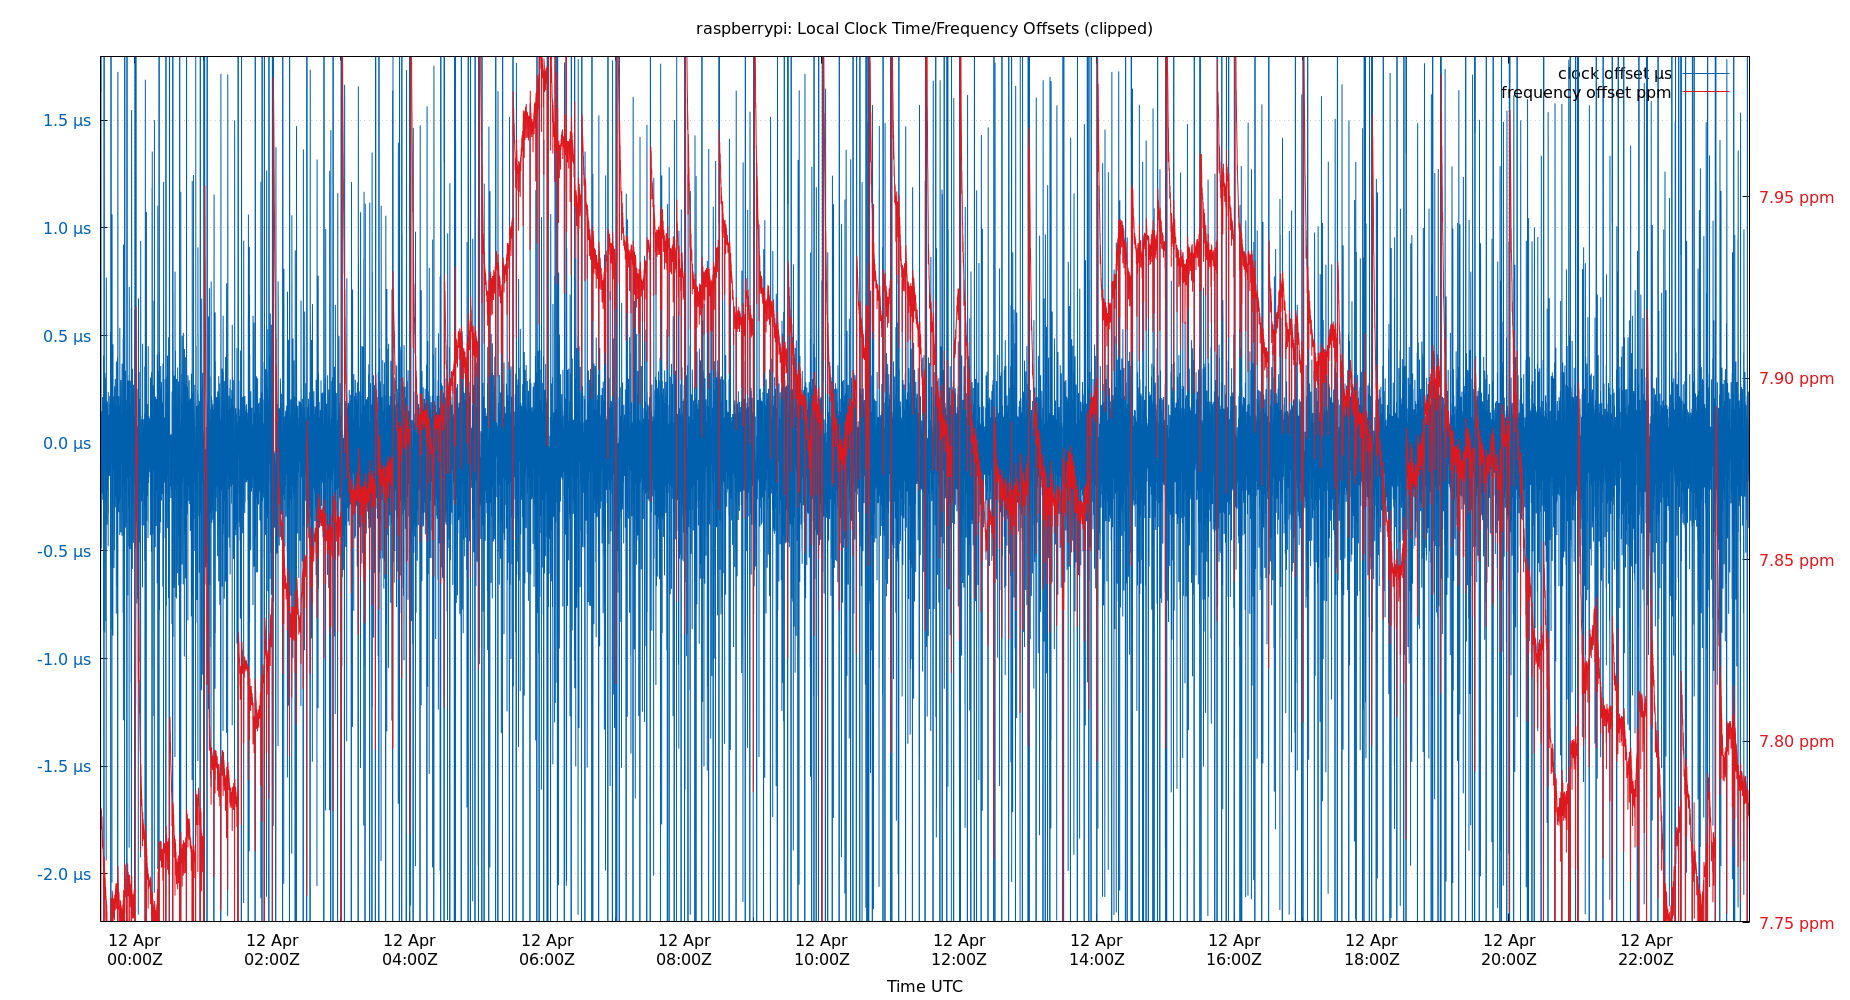 raspberrypi: Local Clock Time/Frequency Offsets (clipped)
clock offset µs
frequency offset ppm
1.5 µs
1.0 µs
0.5 µs
0.0 µs
-0.5 µs
-1.0 µs
-1.5 µs
-2.0 µs
7.95 ppm
7.90 ppm
7.85 ppm
7.80 ppm
7.75 ppm
12 Apr 12 Apr 12 Apr 12 Apr 12 Apr 12 Apr 12 Apr 12 Apr 12 Apr 12 Apr 12 Apr 12 Apr
00:00Z 02:00Z 04:00Z 06:00Z 08:00Z 10:00Z 12:00Z 14:00Z 16:00Z 18:00Z 20:00Z 22:00Z
Time UTC